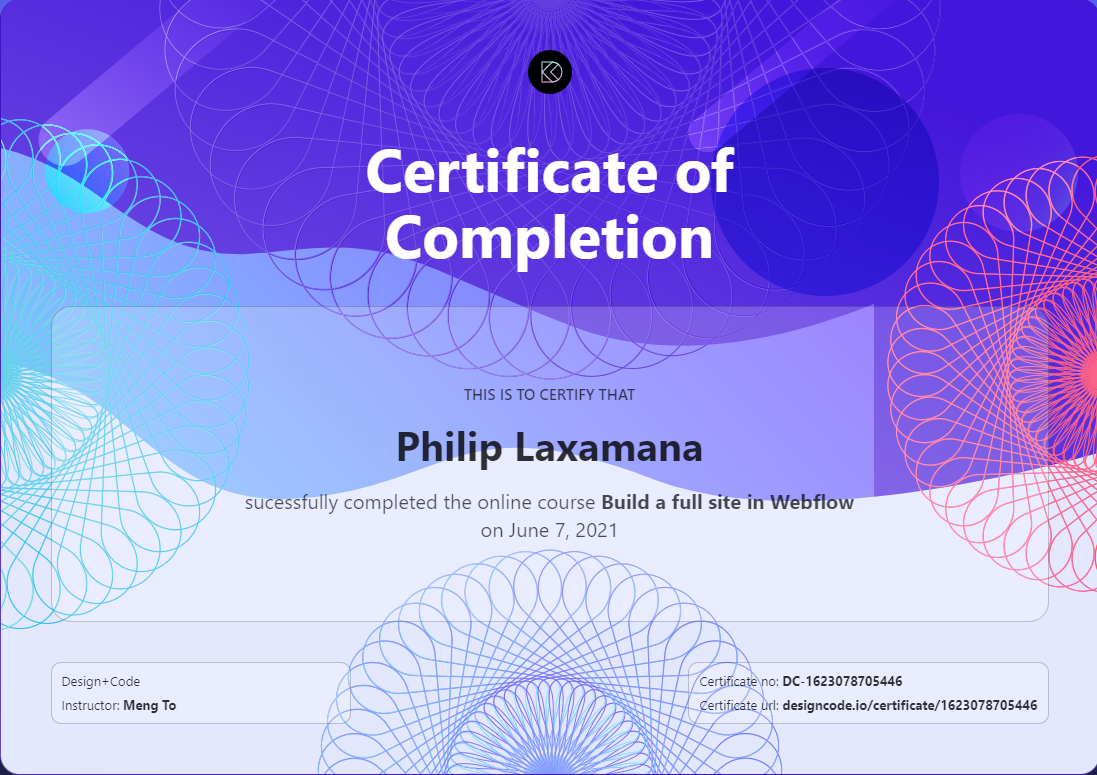 Certificate of
Completion
THIS IS TO CERTIFY THAT
Philip Laxamana
sucessfully completed the online course Build a full site in Webflow
on June 7, 2021
Design+Code
Instructor: Meng To
Certificate no: DC-1623078705446
Certificate url: designcode.io/certificate/1623078705446